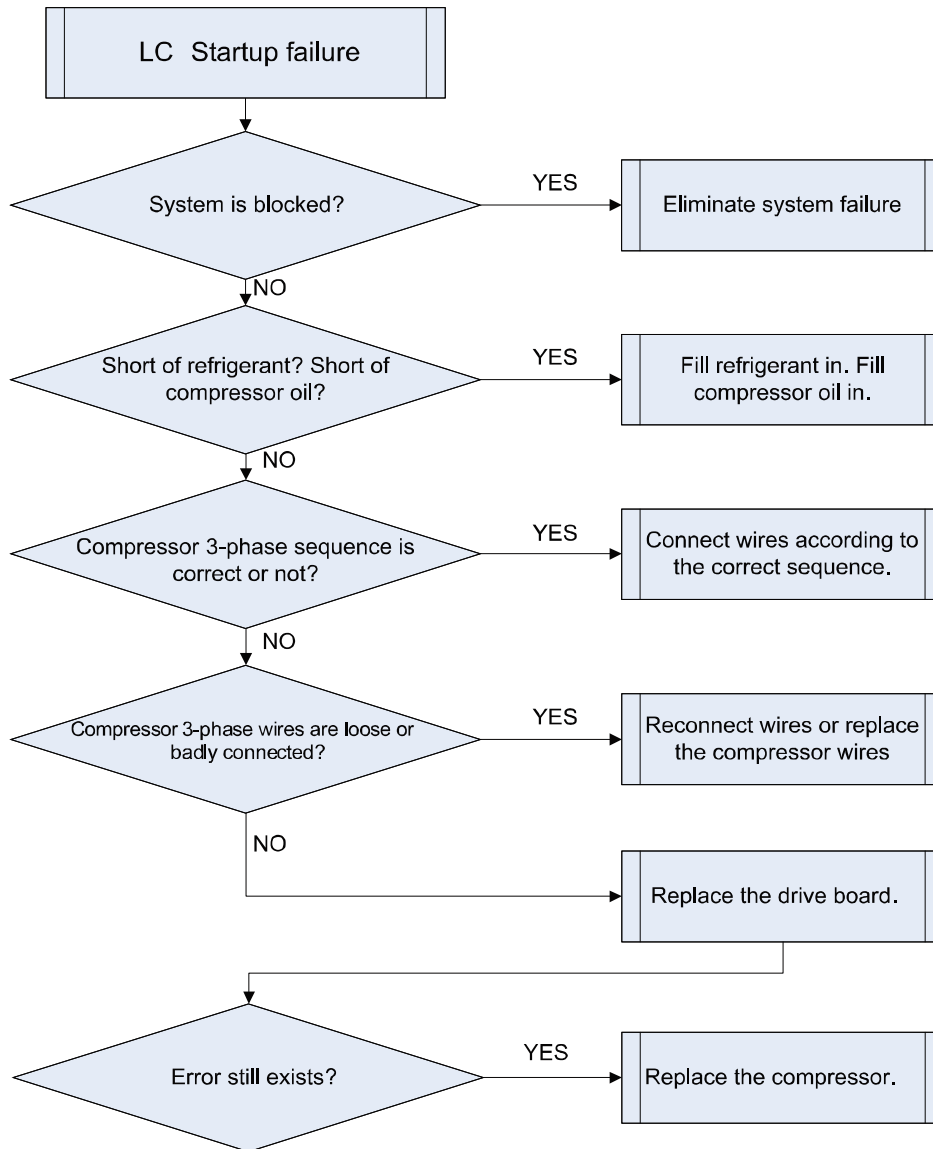 LC Startup failure
System is blocked?
YES
Eliminate system failure
NO
Short of refrigerant? Short of
compressor oil?
YES
Fill refrigerant in. Fill
compressor oil in.
NO
Compressor 3-phase sequence is
correct or not?
YES
Connect wires according to
the correct sequence.
NO
Compressor 3-phase wires are loose or
badly connected?
YES
Reconnect wires or replace
the compressor wires
NO
Replace the drive board.
Error still exists?
YES
Replace the compressor.